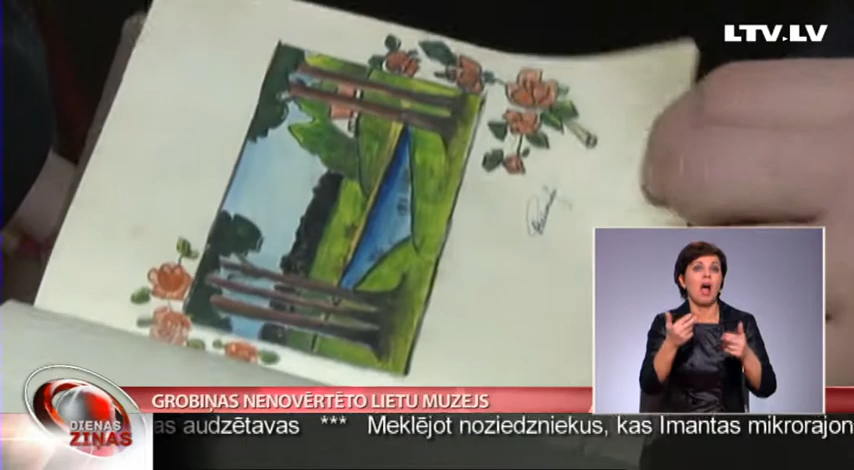 LTV.LV
GROBIŅAS NENOVĒRTĒTO LIETU MUZEJS
DIENAS
ZIŅAS
as audzētavas *** Meklējot noziedzniekus, kas Imantas mikrorajon